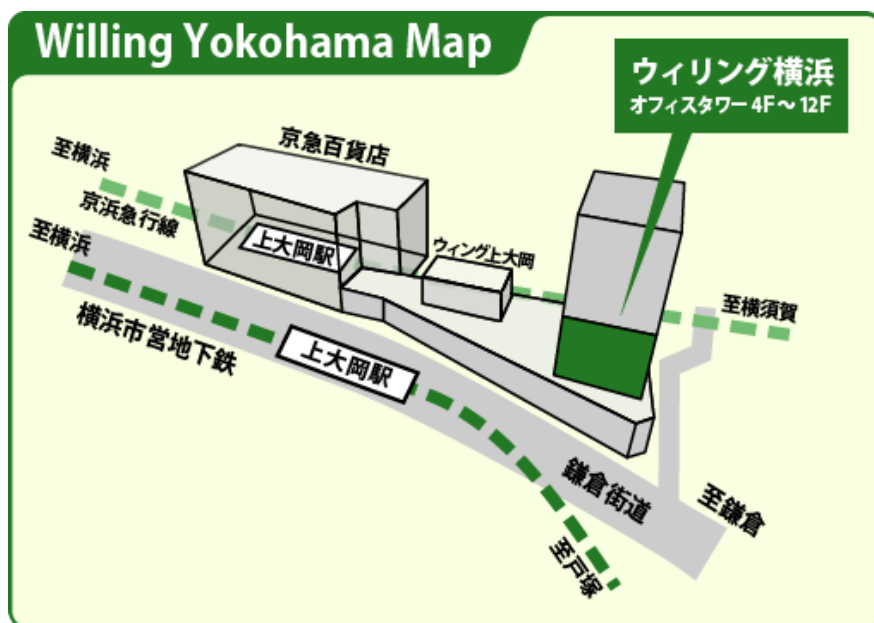 Willing Yokohama Map
ウィリング横浜
オフィスタワー 4F～12F
京急百貨店
至横浜
京浜急行線
至横浜
上大岡駅
ウィング上大岡
至横須賀
横浜市営地下鉄
上大岡駅
鎌倉街道
至鎌倉
至戸塚